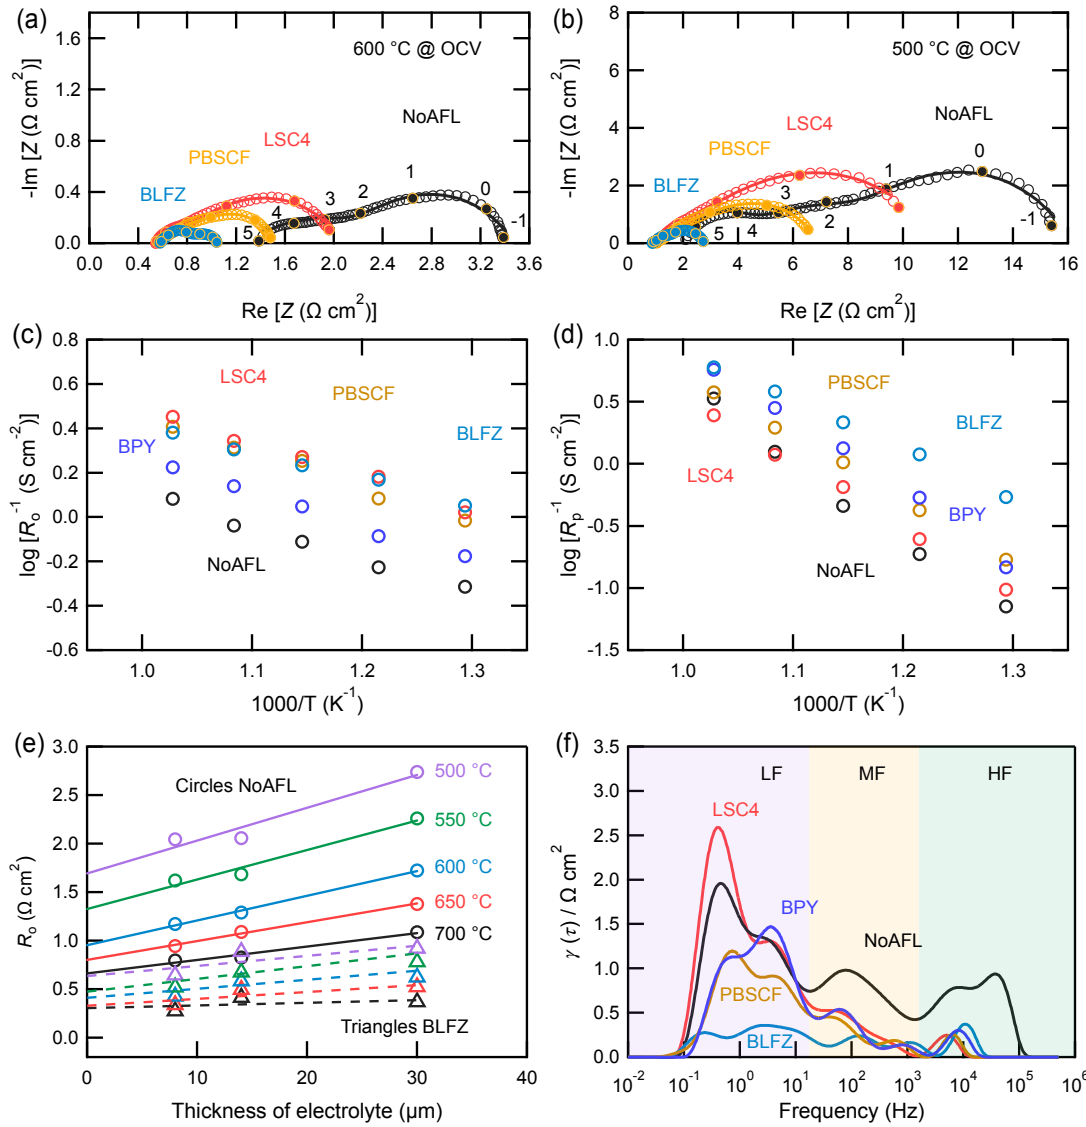 (a)
600 °C @ OCV
NoAFL
LSC4
PBSCF
BLFZ
5
4
3
2
1
0
-1
1.6
1.2
0.8
0.4
0.0
-Im [Z (Ω cm²)]
0.0 0.4 0.8 1.2 1.6 2.0 2.4 2.8 3.2 3.6
Re [Z (Ω cm²)]
(b)
500 °C @ OCV
NoAFL
LSC4
PBSCF
BLFZ
5
4
3
2
1
0
-1
8
6
4
2
0
-Im [Z (Ω cm²)]
0 2 4 6 8 10 12 14 16
Re [Z (Ω cm²)]
(c)
LSC4
PBSCF
BPY
BLFZ
NoAFL
0.8
0.6
0.4
0.2
0.0
-0.2
-0.4
-0.6
log [Rₒ⁻¹ (S cm⁻²)]
1.0 1.1 1.2 1.3
1000/T (K⁻¹)
(d)
PBSCF
BLFZ
LSC4
BPY
NoAFL
1.0
0.5
0.0
-0.5
-1.0
-1.5
log [Rₚ⁻¹ (S cm⁻²)]
1.0 1.1 1.2 1.3
1000/T (K⁻¹)
(e)
Circles NoAFL
500 °C
550 °C
600 °C
650 °C
700 °C
Triangles BLFZ
3.0
2.5
2.0
1.5
1.0
0.5
0.0
Rₒ (Ω cm²)
0 10 20 30 40
Thickness of electrolyte (μm)
(f)
LF MF HF
LSC4
BPY
NoAFL
PBSCF
BLFZ
3.5
3.0
2.5
2.0
1.5
1.0
0.5
0.0
γ (τ) / Ω cm²
10⁻² 10⁻¹ 10⁰ 10¹ 10² 10³ 10⁴ 10⁵ 10⁶
Frequency (Hz)